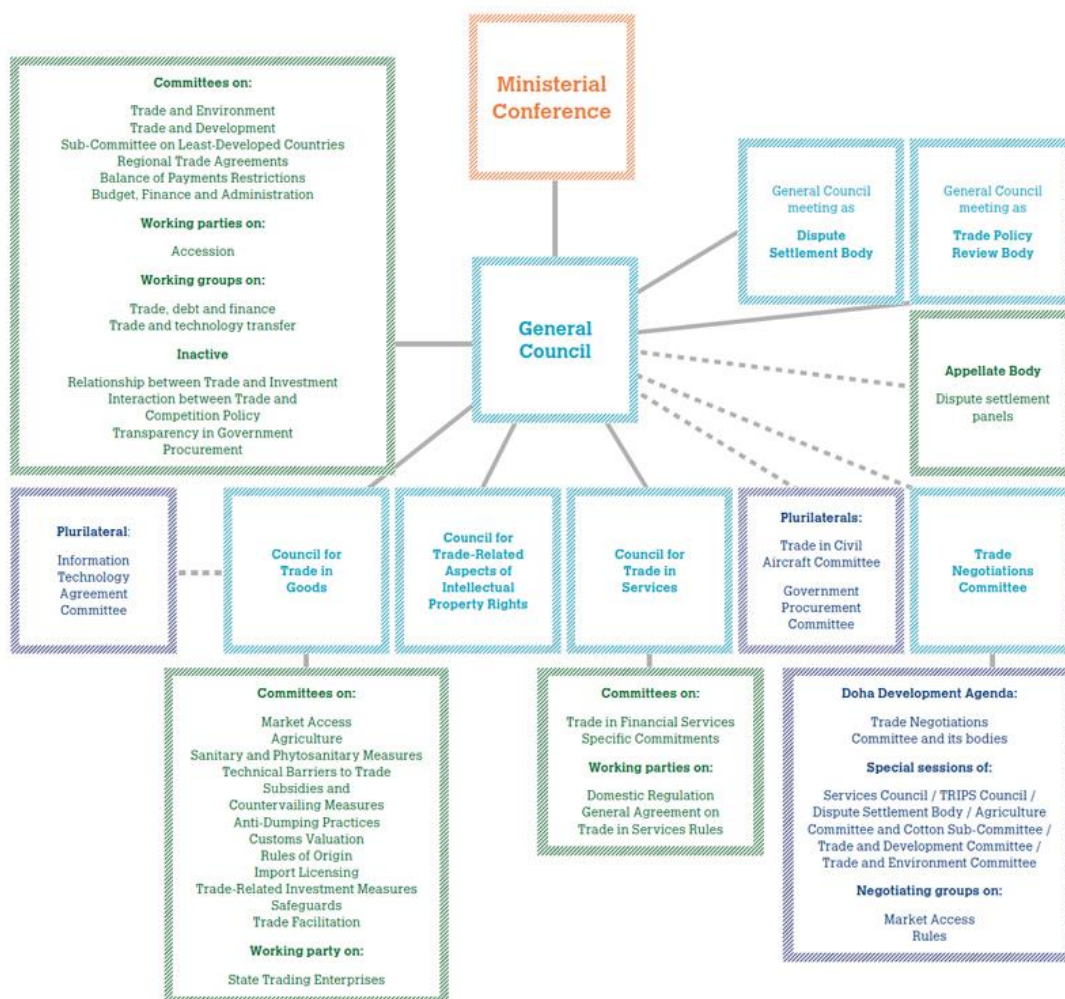 Ministerial
Conference
Committees on:
Trade and Environment
Trade and Development
Sub-Committee on Least-Developed Countries
Regional Trade Agreements
Balance of Payments Restrictions
Budget, Finance and Administration
Working parties on:
Accession
Working groups on:
Trade, debt and finance
Trade and technology transfer
Inactive
Relationship between Trade and Investment
Interaction between Trade and
Competition Policy
Transparency in Government
Procurement
General Council
meeting as
Dispute
Settlement Body
General Council
meeting as
Trade Policy
Review Body
General
Council
Appellate Body
Dispute settlement
panels
Plurilateral:
Information
Technology
Agreement
Committee
Council for
Trade in
Goods
Council for
Trade-Related
Aspects of
Intellectual
Property Rights
Council for
Trade in
Services
Plurilaterals:
Trade in Civil
Aircraft Committee
Government
Procurement
Committee
Trade
Negotiations
Committee
Committees on:
Market Access
Agriculture
Sanitary and Phytosanitary Measures
Technical Barriers to Trade
Subsidies and
Countervailing Measures
Anti-Dumping Practices
Customs Valuation
Rules of Origin
Import Licensing
Trade-Related Investment Measures
Safeguards
Trade Facilitation
Working party on:
State Trading Enterprises
Committees on:
Trade in Financial Services
Specific Commitments
Working parties on:
Domestic Regulation
General Agreement on
Trade in Services Rules
Doha Development Agenda:
Trade Negotiations
Committee and its bodies
Special sessions of:
Services Council / TRIPS Council /
Dispute Settlement Body / Agriculture
Committee and Cotton Sub-Committee /
Trade and Development Committee /
Trade and Environment Committee
Negotiating groups on:
Market Access
Rules